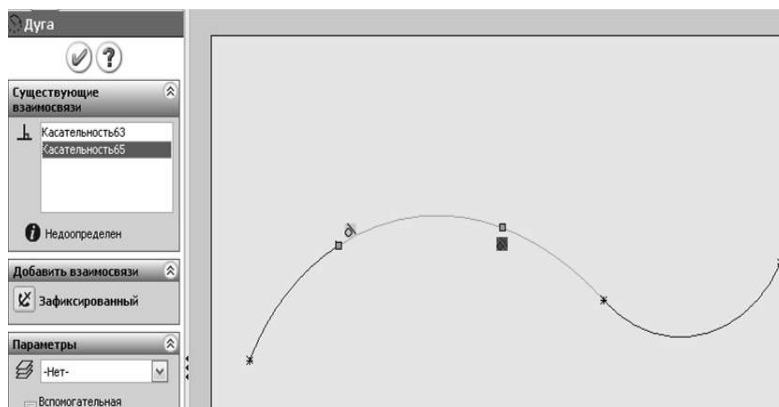 Дуга
Существующие
взаимосвязи
Касательность63
Касательность65
Недоопределен
Добавить взаимосвязи
Зафиксированный
Параметры
-Нет-
Вспомогательная